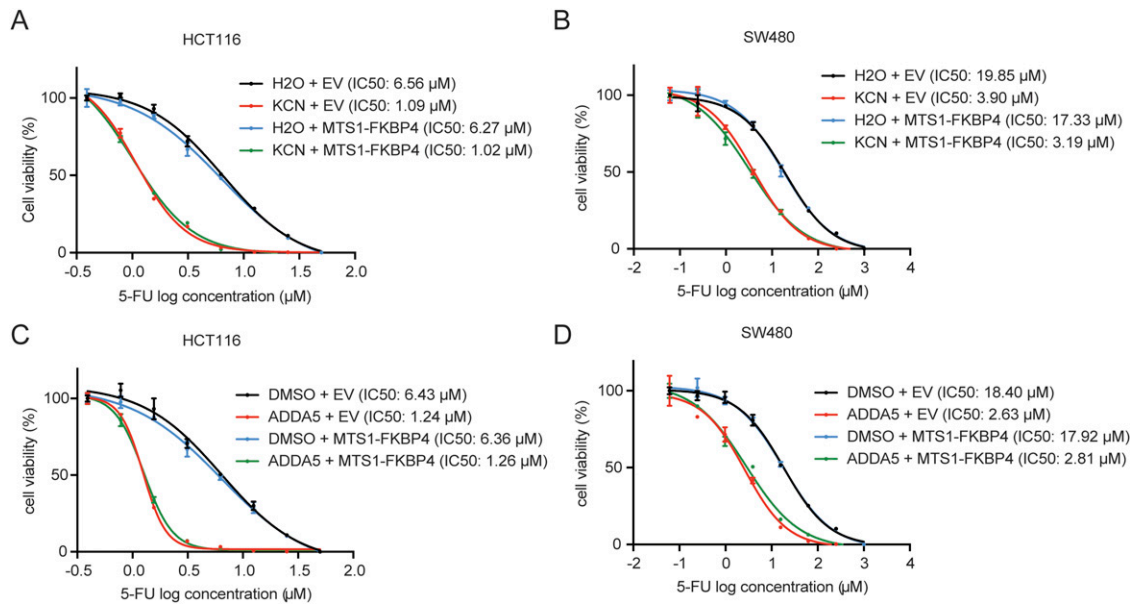 A
HCT116
Cell viability (%)
100
50
0
-0.5
0.0
0.5
1.0
1.5
2.0
5-FU log concentration (µM)
H2O + EV (IC50: 6.56 µM)
KCN + EV (IC50: 1.09 µM)
H2O + MTS1-FKBP4 (IC50: 6.27 µM)
KCN + MTS1-FKBP4 (IC50: 1.02 µM)
B
SW480
cell viability (%)
100
50
0
-2
-1
0
1
2
3
4
5-FU log concentration (µM)
H2O + EV (IC50: 19.85 µM)
KCN + EV (IC50: 3.90 µM)
H2O + MTS1-FKBP4 (IC50: 17.33 µM)
KCN + MTS1-FKBP4 (IC50: 3.19 µM)
C
HCT116
cell viability (%)
100
50
0
-0.5
0.0
0.5
1.0
1.5
2.0
5-FU log concentration (µM)
DMSO + EV (IC50: 6.43 µM)
ADDA5 + EV (IC50: 1.24 µM)
DMSO + MTS1-FKBP4 (IC50: 6.36 µM)
ADDA5 + MTS1-FKBP4 (IC50: 1.26 µM)
D
SW480
cell viability (%)
100
50
0
-2
-1
0
1
2
3
4
5-FU log concentration (µM)
DMSO + EV (IC50: 18.40 µM)
ADDA5 + EV (IC50: 2.63 µM)
DMSO + MTS1-FKBP4 (IC50: 17.92 µM)
ADDA5 + MTS1-FKBP4 (IC50: 2.81 µM)